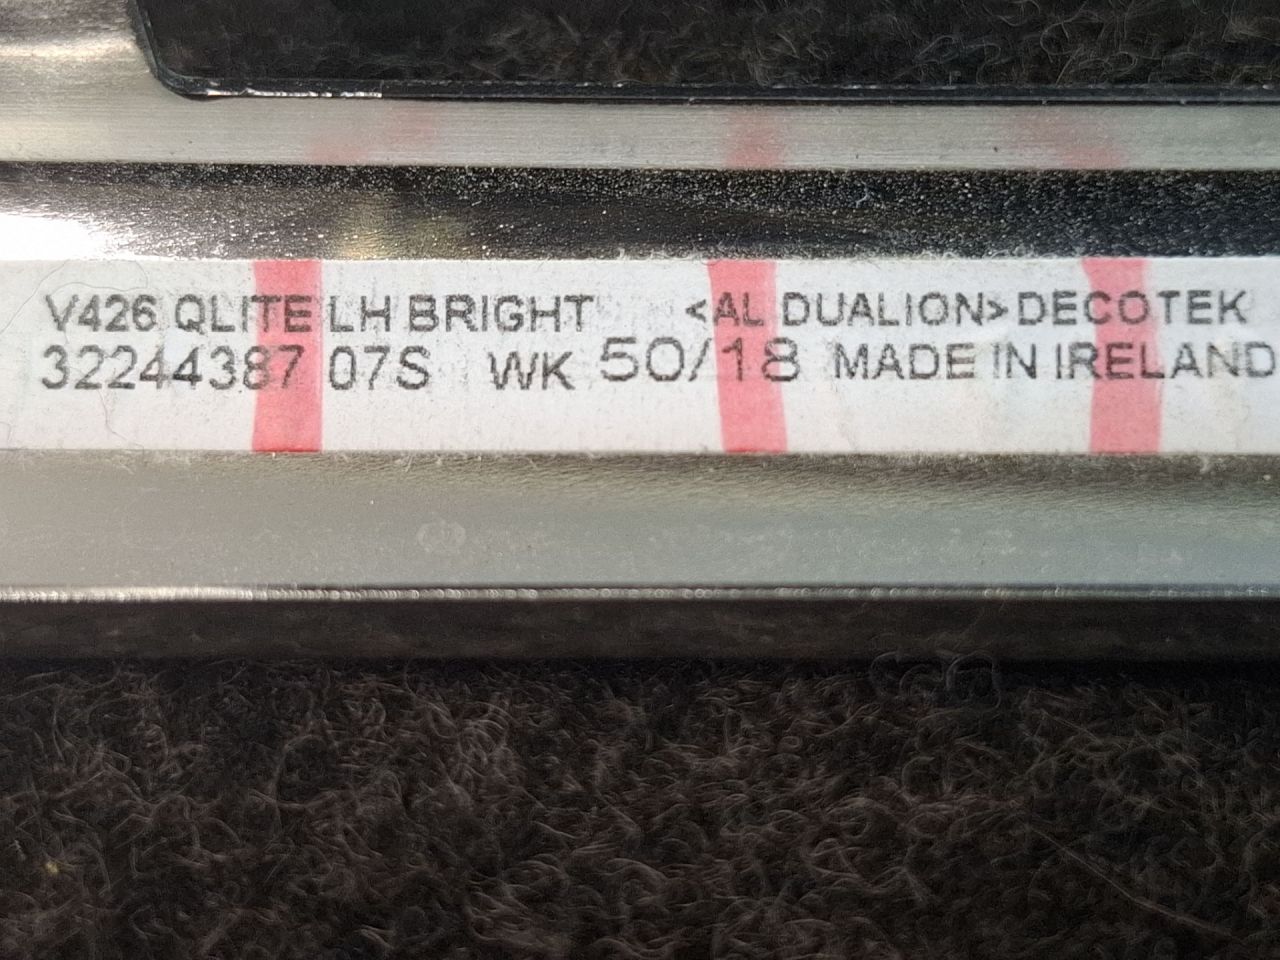 V426 QLITE LH BRIGHT <AL DUALION> DECOTEK
32244387 07S WK 50/18 MADE IN IRELAND